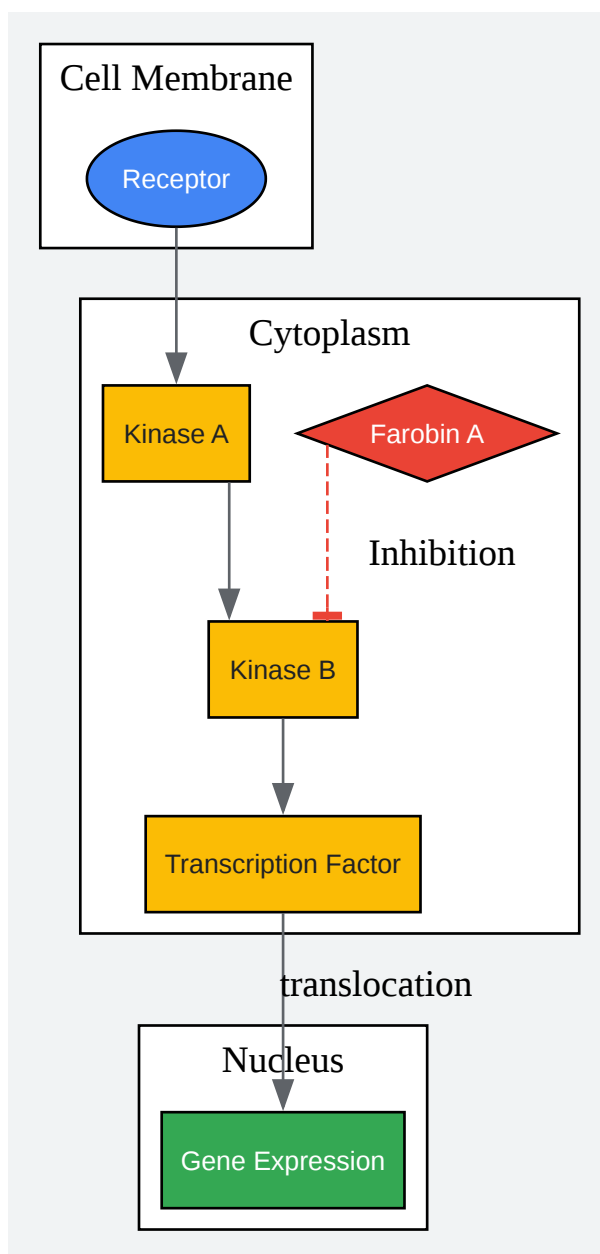 Cell Membrane
Receptor
Cytoplasm
Kinase A
Farobin A
Inhibition
Kinase B
Transcription Factor
translocation
Nucleus
Gene Expression